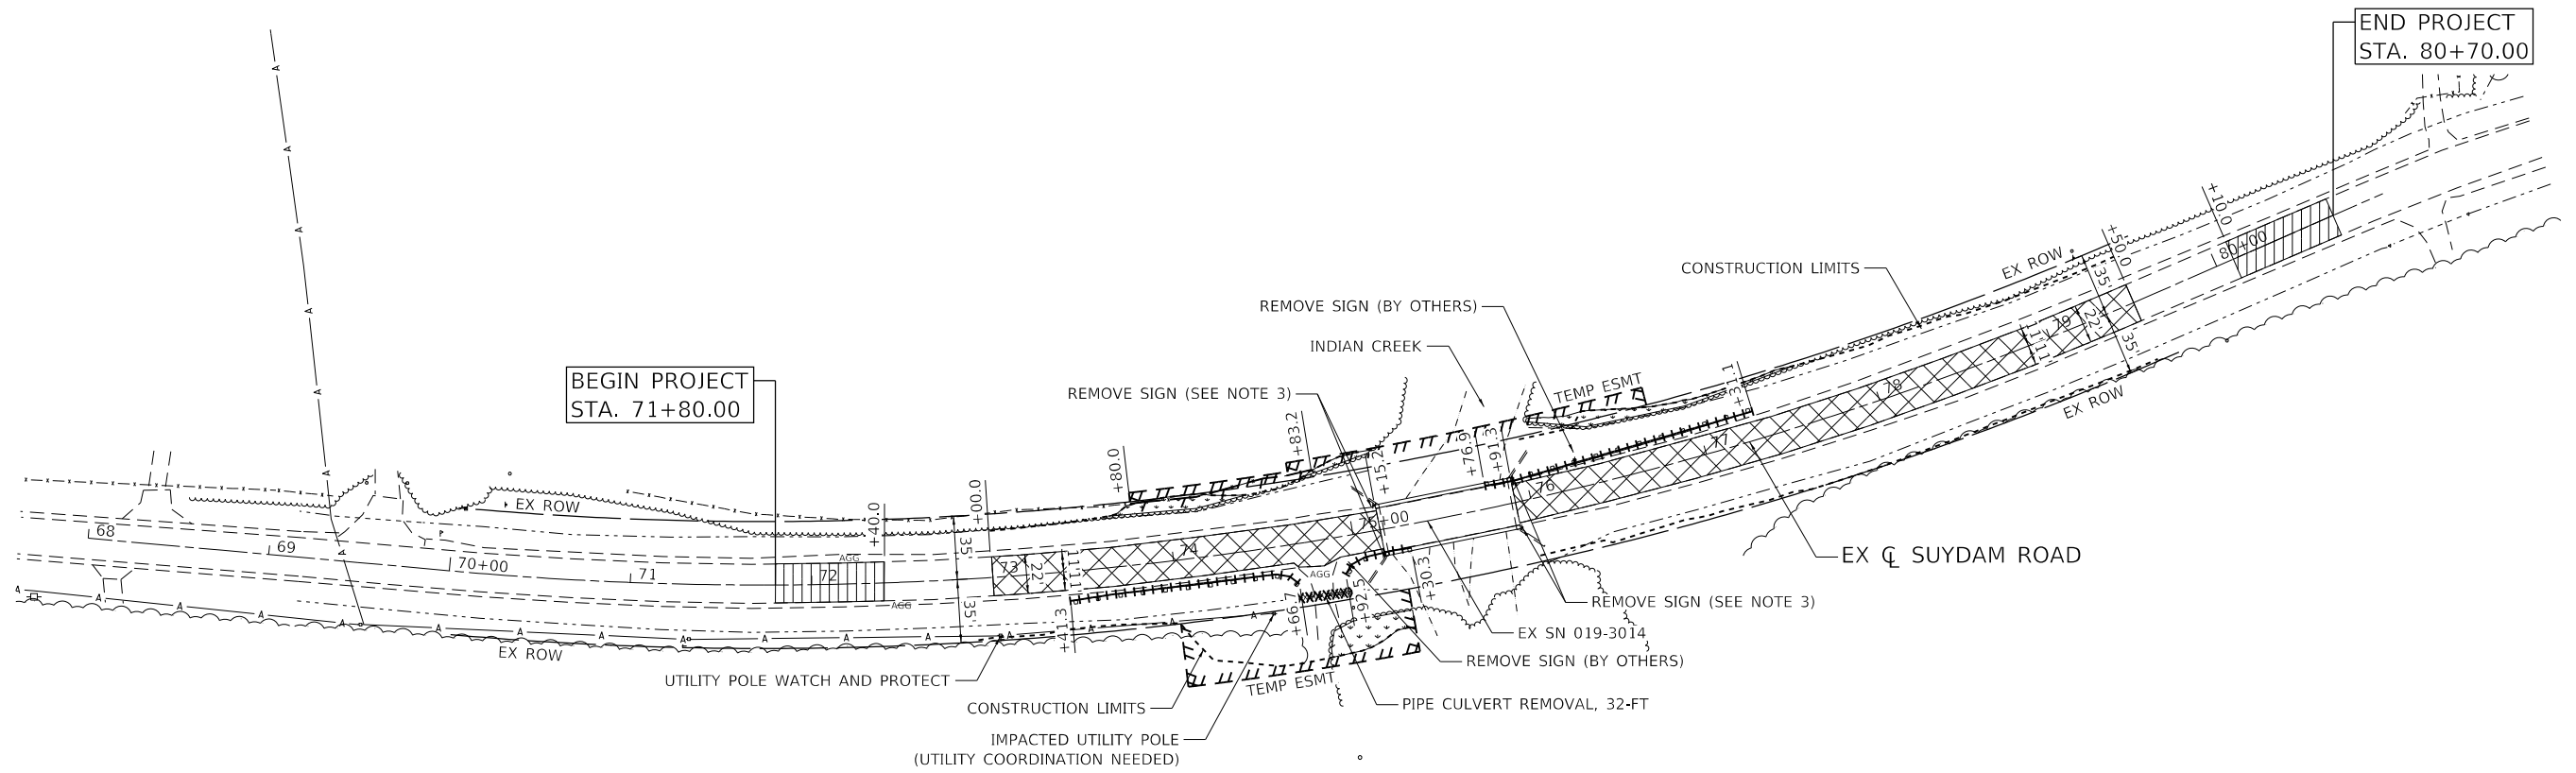 END PROJECT
STA. 80+70.00
+10.0
+50.0
EX ROW
80+00
35'
CONSTRUCTION LIMITS
REMOVE SIGN (BY OTHERS)
79
22'
11'
11'
35'
INDIAN CREEK
BEGIN PROJECT
STA. 71+80.00
REMOVE SIGN (SEE NOTE 3)
TEMP ESMT
+31.1
78
EX ROW
+83.2
+76.9
+91.3
77
+80.0
+15.2
76
+00.0
EX ROW
+40.0
75+00
68
69
70+00
71
AGG
72
35'
73
22'
11'
11'
74
AGG
EX ℄ SUYDAM ROAD
AGG
35'
+41.3
+66.7
+92.5
+30.3
REMOVE SIGN (SEE NOTE 3)
EX SN 019-3014
EX ROW
REMOVE SIGN (BY OTHERS)
UTILITY POLE WATCH AND PROTECT
TEMP ESMT
PIPE CULVERT REMOVAL, 32-FT
CONSTRUCTION LIMITS
IMPACTED UTILITY POLE
(UTILITY COORDINATION NEEDED)